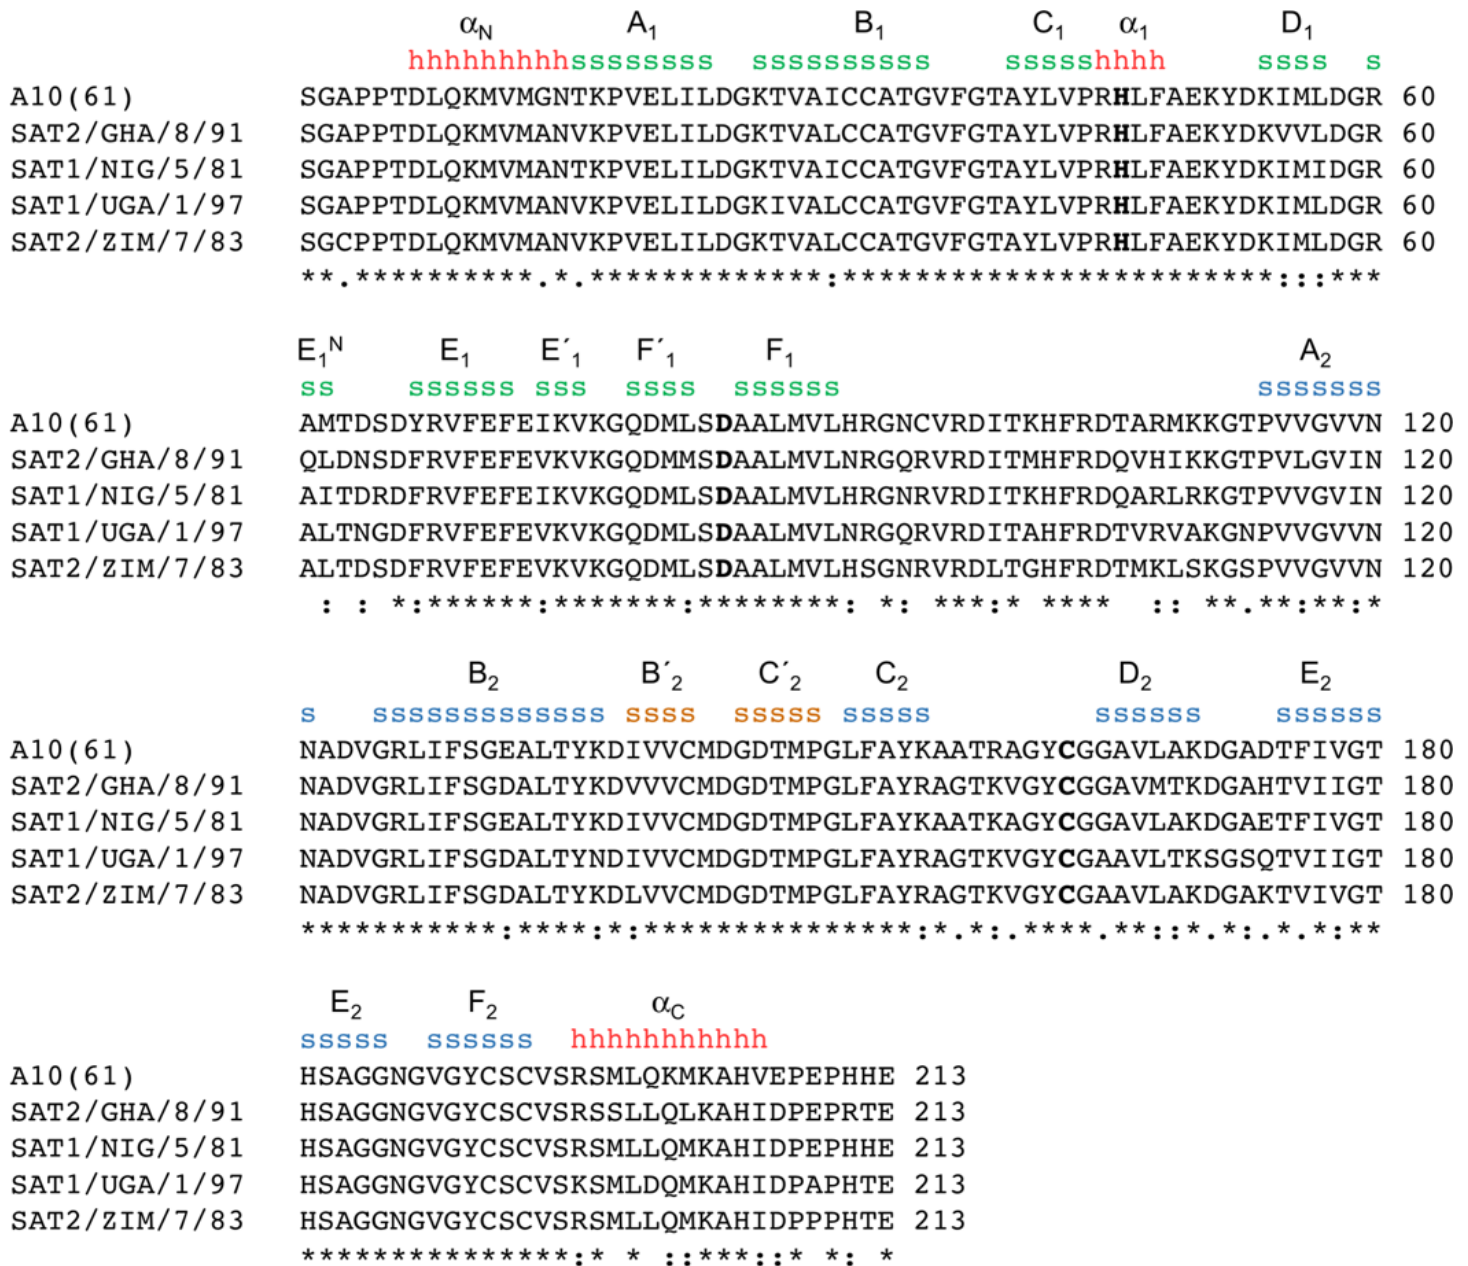 αN A1 B1 C1 α1 D1
hhhhhhhhhssssssss ssssssssss ssssshhhh ssss s
A10(61) SGAPPTDLQKMVMGNTKPVELILDGKTVAICCATGVFGTAYLVPRHLFAEKYDKIMLDGR 60
SAT2/GHA/8/91 SGAPPTDLQKMVMANVKPVELILDGKTVALCCATGVFGTAYLVPRHLFAEKYDKVVLDGR 60
SAT1/NIG/5/81 SGAPPTDLQKMVMANTKPVELILDGKTVAICCATGVFGTAYLVPRHLFAEKYDKIMIDGR 60
SAT1/UGA/1/97 SGAPPTDLQKMVMANVKPVELILDGKIVALCCATGVFGTAYLVPRHLFAEKYDKIMLDGR 60
SAT2/ZIM/7/83 SGCPPTDLQKMVMANVKPVELILDGKTVALCCATGVFGTAYLVPRHLFAEKYDKIMLDGR 60
**.**********.*.**************:************************:::***
E1N E1 E´1 F´1 F1 A2
ss ssssss sss ssss ssssss sssssss
A10(61) AMTDSDYRVFEFEIKVKGQDMLSDAALMVLHRGNCVRDITKHFRDTARMKKGTPVVGVVN 120
SAT2/GHA/8/91 QLDNSDFRVFEFEVKVKGQDMMSDAALMVLNRGQRVRDITMHFRDQVHIKKGTPVLGVIN 120
SAT1/NIG/5/81 AITDRDFRVFEFEIKVKGQDMLSDAALMVLHRGNRVRDITKHFRDQARLRKGTPVVGVIN 120
SAT1/UGA/1/97 ALTNGDFRVFEFEVKVKGQDMLSDAALMVLNRGQRVRDITAHFRDTVRVAKGNPVVGVVN 120
SAT2/ZIM/7/83 ALTDSDFRVFEFEVKVKGQDMLSDAALMVLHSGNRVRDLTGHFRDTMKLSKGSPVVGVVN 120
: : *:******:*******:********: *: ***:* **** :: **.**:**:*
B2 B´2 C´2 C2 D2 E2
s sssssssssssss ssss sssss sssss ssssss ssssss
A10(61) NADVGRLIFSGEALTYKDIVVCMDGDTMPGLFAYKAATRAGYCGGAVLAKDGADTFIVGT 180
SAT2/GHA/8/91 NADVGRLIFSGDALTYKDVVVCMDGDTMPGLFAYRAGTKVGYCGGAVMTKDGAHTVIIGT 180
SAT1/NIG/5/81 NADVGRLIFSGEALTYKDIVVCMDGDTMPGLFAYKAATKAGYCGGAVLAKDGAETFIVGT 180
SAT1/UGA/1/97 NADVGRLIFSGDALTYNDIVVCMDGDTMPGLFAYRAGTKVGYCGAAVLTKSGSQTVIIGT 180
SAT2/ZIM/7/83 NADVGRLIFSGDALTYKDLVVCMDGDTMPGLFAYRAGTKVGYCGAAVLAKDGAKTVIVGT 180
***********:****:*:***************:*.*:.****.**::*.*:.*.*:**
E2 F2 αC
sssss ssssss hhhhhhhhhhh
A10(61) HSAGGNGVGYCSCVSRSMLQKMKAHVEPEPHHE 213
SAT2/GHA/8/91 HSAGGNGVGYCSCVSRSSLLQLKAHIDPEPRTE 213
SAT1/NIG/5/81 HSAGGNGVGYCSCVSRSMLLQMKAHIDPEPHHE 213
SAT1/UGA/1/97 HSAGGNGVGYCSCVSKSMLDQMKAHIDPAPHTE 213
SAT2/ZIM/7/83 HSAGGNGVGYCSCVSRSMLLQMKAHIDPPPHTE 213
***************:* * ::***::* *: *